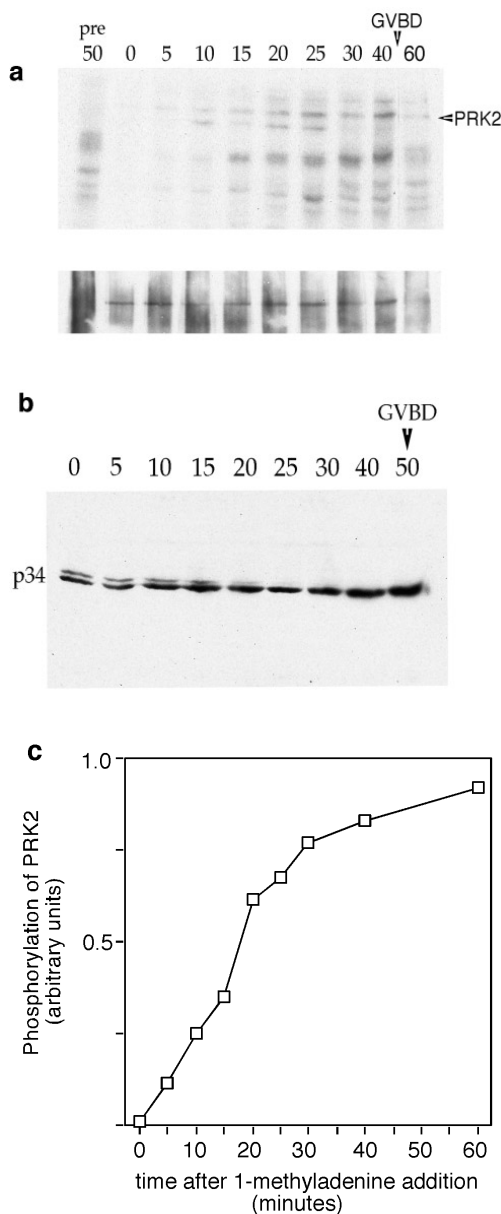 GVBD
pre
50 0 5 10 15 20 25 30 40 60
a
PRK2
b
GVBD
0 5 10 15 20 25 30 40 50
p34
c
1.0
0.5
Phosphorylation of PRK2
(arbitrary units)
0 10 20 30 40 50 60
time after 1-methyladenine addition
(minutes)